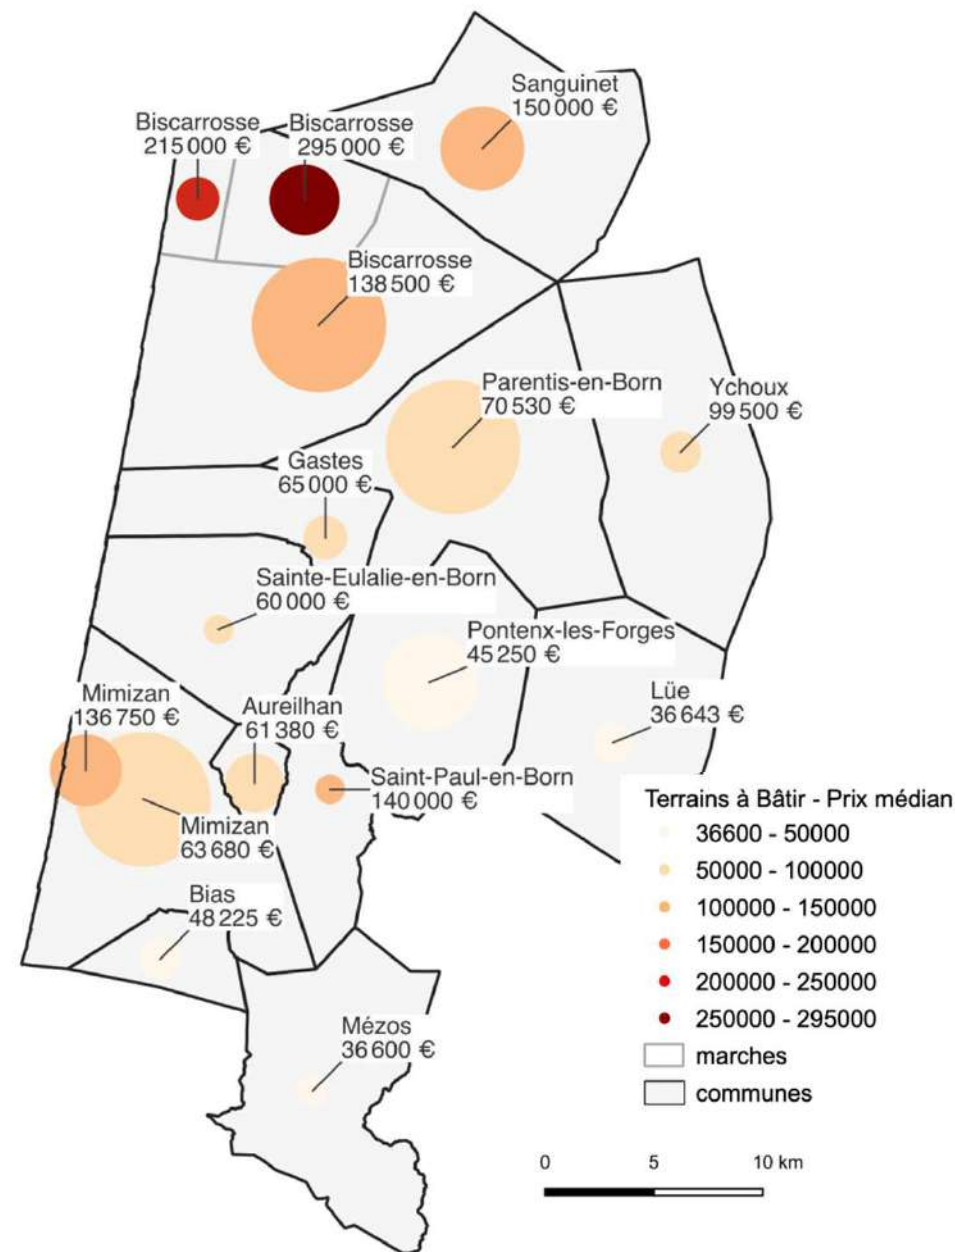 Sanguinet
150 000 €
Biscarrosse
215 000 €
Biscarrosse
295 000 €
Biscarrosse
138 500 €
Parentis-en-Born
70 530 €
Ychoux
99 500 €
Gastes
65 000 €
Sainte-Eulalie-en-Born
60 000 €
Pontenx-les-Forges
45 250 €
Mimizan
136 750 €
Aureilhan
61 380 €
Lüe
36 643 €
Saint-Paul-en-Born
140 000 €
Mimizan
63 680 €
Bias
48 225 €
Mézos
36 600 €
Terrains à Bâtir - Prix médian
36600 - 50000
50000 - 100000
100000 - 150000
150000 - 200000
200000 - 250000
250000 - 295000
marches
communes
0 5 10 km